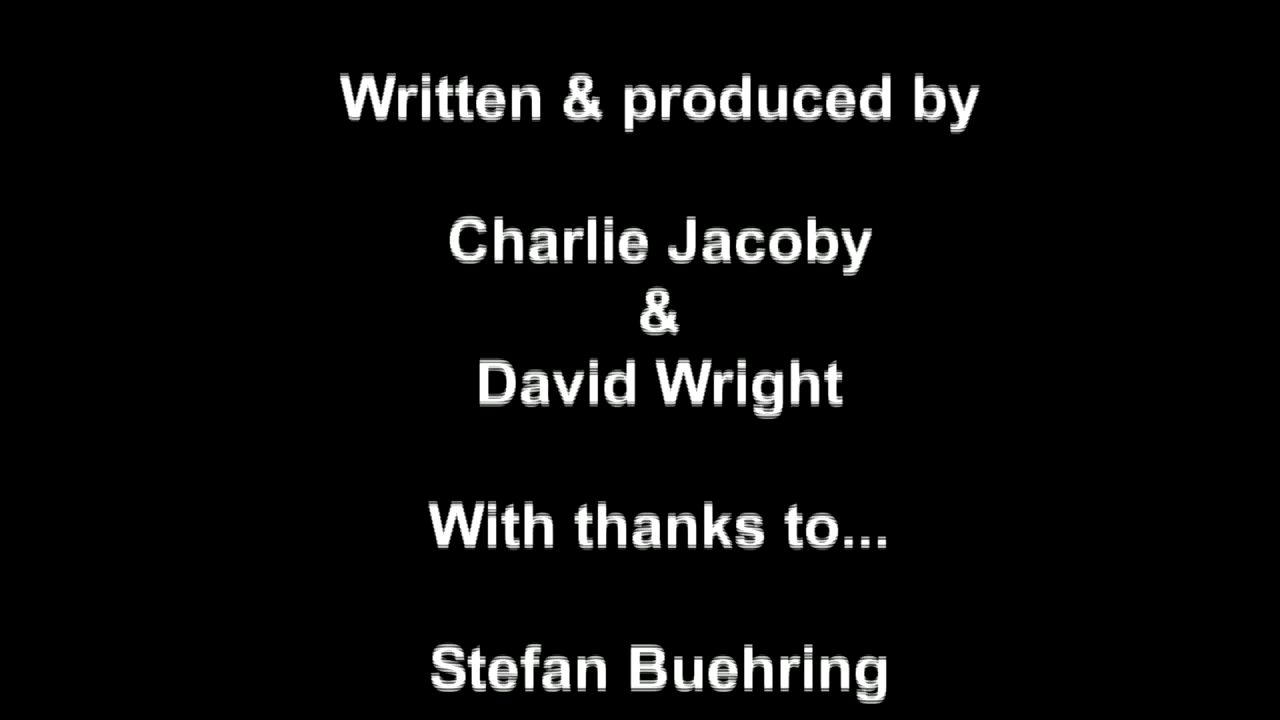 Written & produced by
Charlie Jacoby
&
David Wright
With thanks to...
Stefan Buehring